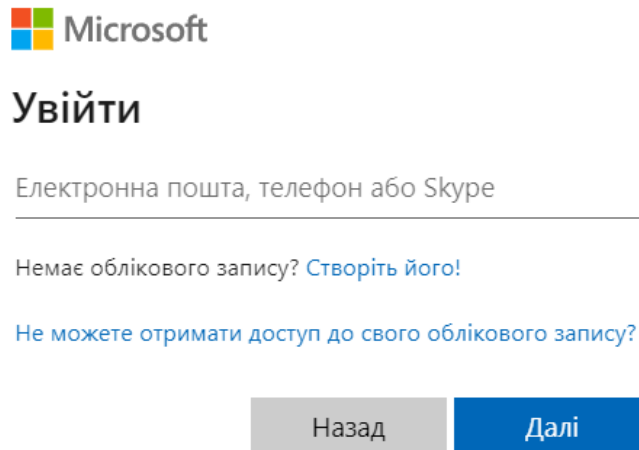 Microsoft
Увійти
Електронна пошта, телефон або Skype
Немає облікового запису? Створіть його!
Не можете отримати доступ до свого облікового запису?
Назад
Далі